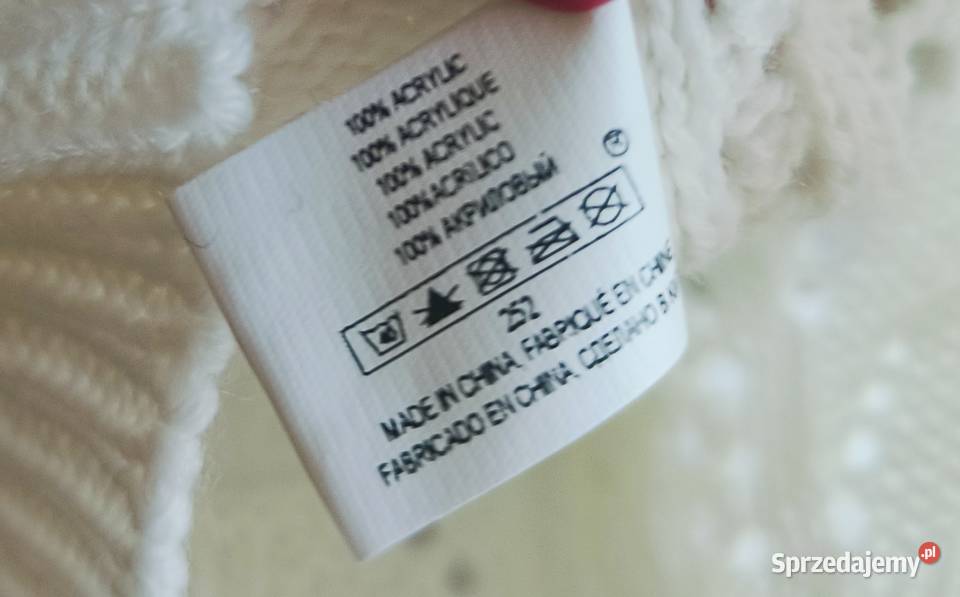 100% ACRYLIC
100% ACRYLIQUE
100% ACRYLIC
100% ACRILICO
100% АКРИЛОВЫЙ
252
MADE IN CHINA. FABRIQUÉ EN CHINE
FABRICADO EN CHINA. СДЕЛАНО В
Sprzedajemy.pl